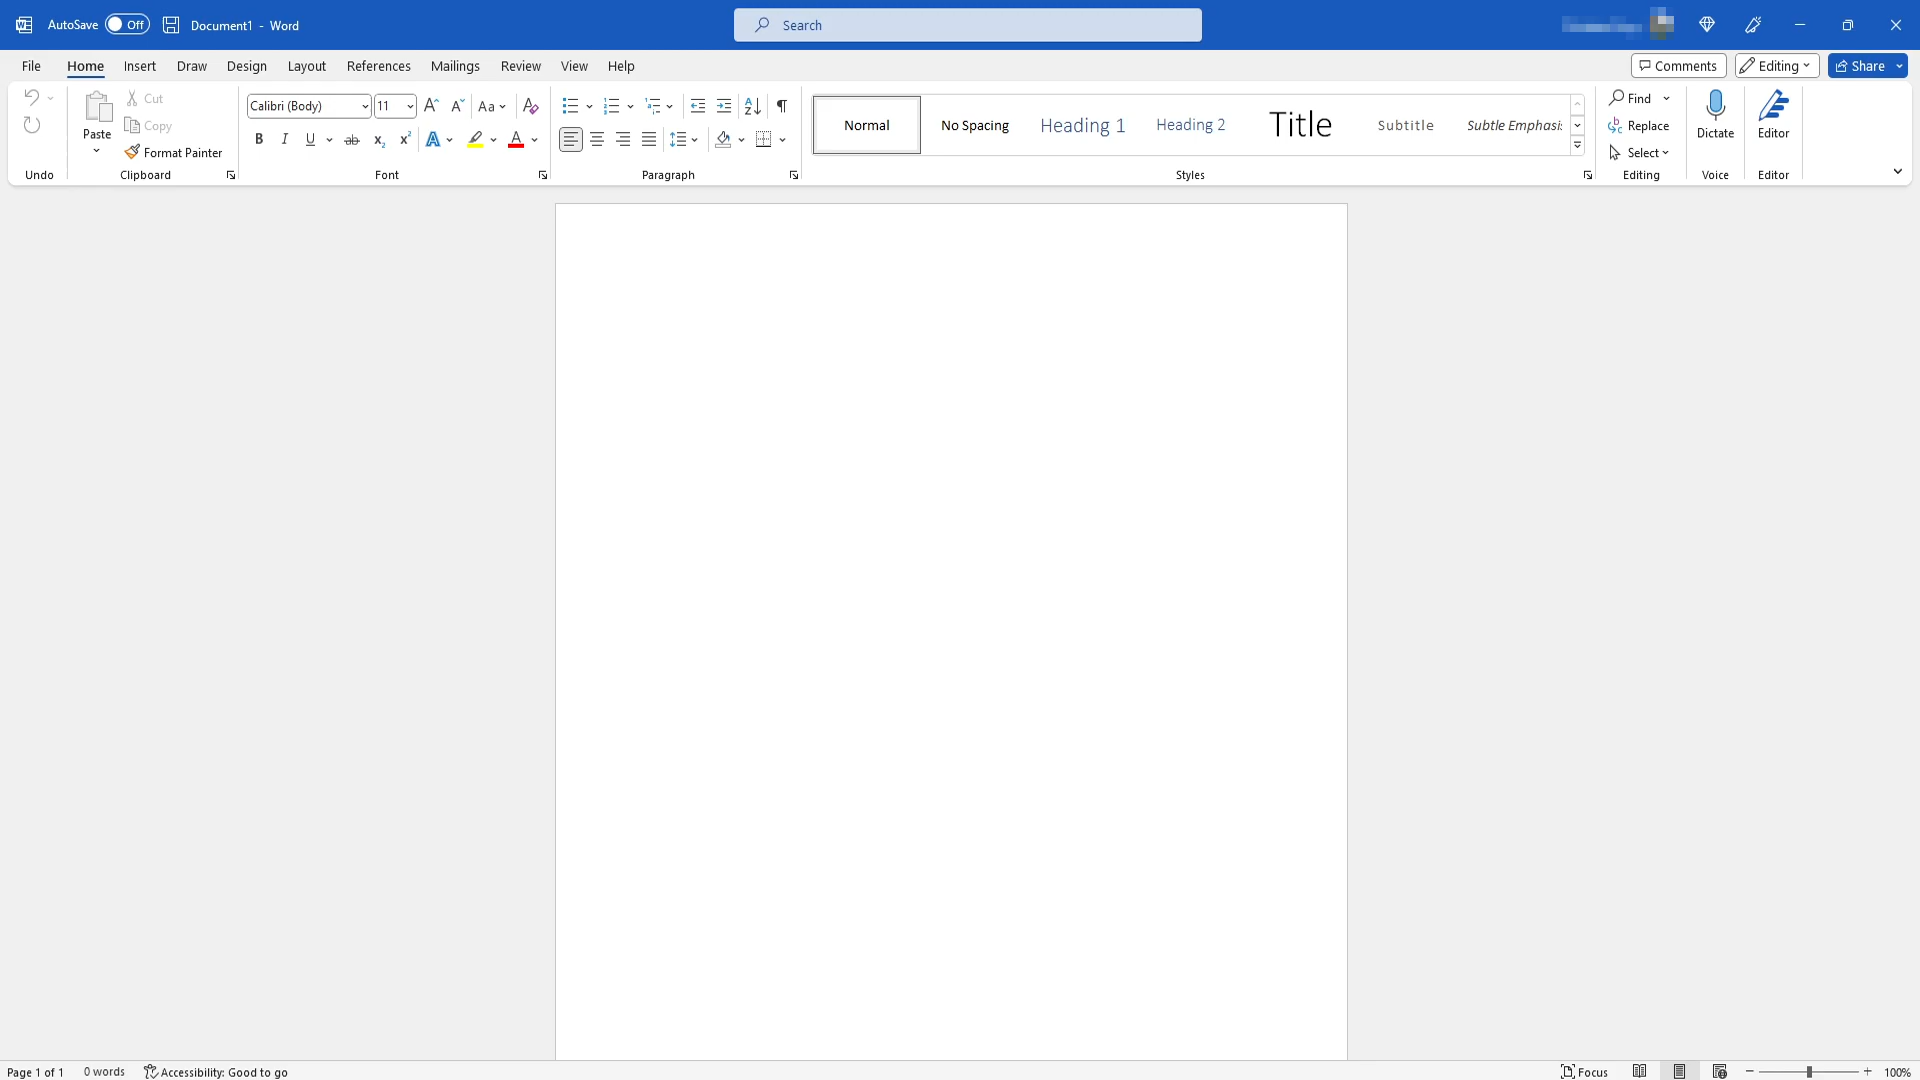 AutoSave Off Document1 - Word Search
File Home Insert Draw Design Layout References Mailings Review View Help Comments Editing Share
Paste Cut Copy Format Painter
Undo Clipboard
Calibri (Body) 11 Aa
B I U ab x₂ x² A A
Font
Paragraph
Normal No Spacing Heading 1 Heading 2 Title Subtitle Subtle Emphasi
Styles
Find
Replace
Select
Editing
Dictate
Voice
Editor
Editor
Page 1 of 1 0 words Accessibility: Good to go Focus 100%